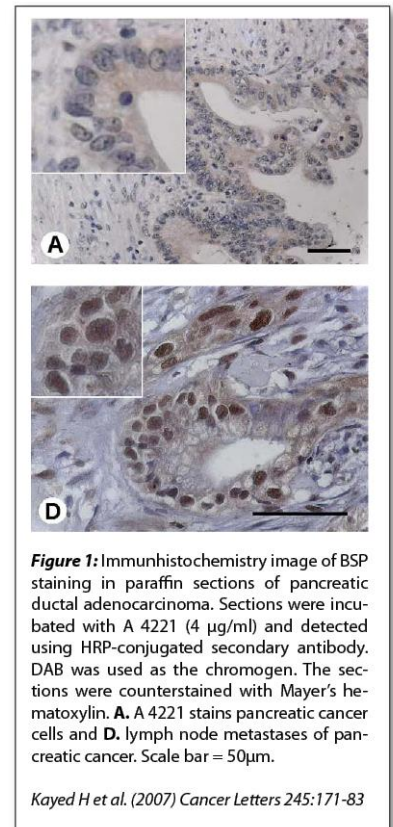 A
D
Figure 1: Immunhistochemistry image of BSP
staining in paraffin sections of pancreatic
ductal adenocarcinoma. Sections were incu-
bated with A 4221 (4 µg/ml) and detected
using HRP-conjugated secondary antibody.
DAB was used as the chromogen. The sec-
tions were counterstained with Mayer's he-
matoxylin. A. A 4221 stains pancreatic cancer
cells and D. lymph node metastases of pan-
creatic cancer. Scale bar = 50µm.
Kayed H et al. (2007) Cancer Letters 245:171-83